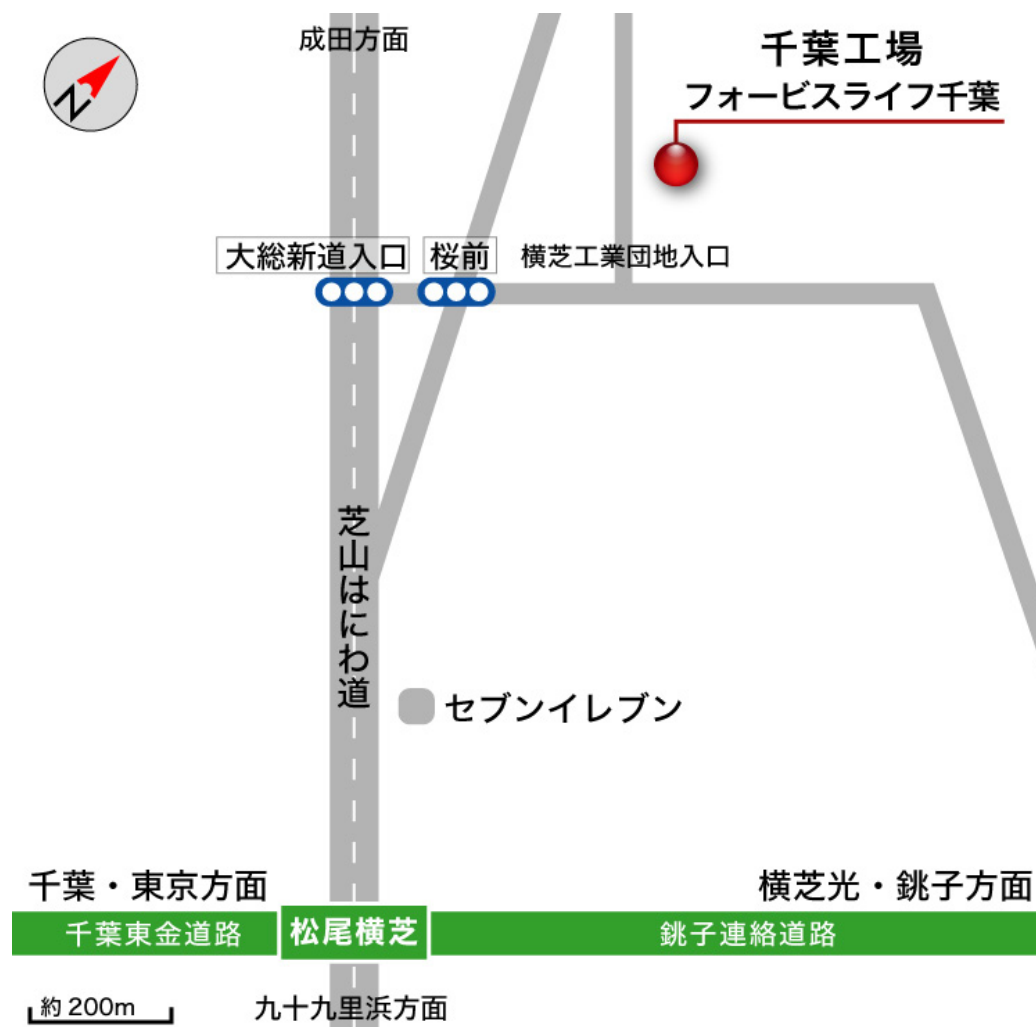 成田方面
千葉工場
フォービスライフ千葉
N
大総新道入口
桜前
横芝工業団地入口
芝山はにわ道
セブンイレブン
千葉・東京方面
横芝光・銚子方面
千葉東金道路
松尾横芝
銚子連絡道路
約200m
九十九里浜方面